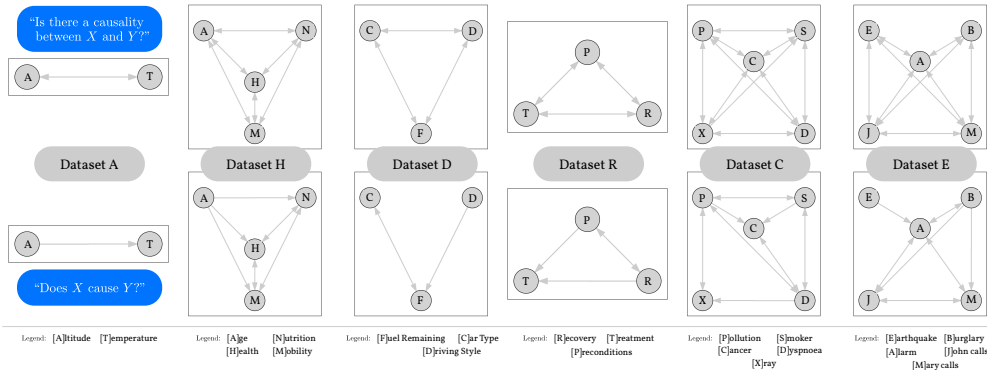 “Is there a causality
between X and Y?”
A T
A N
H
M
C D
F
P
T R
P S
C
X D
E B
A
J M
Dataset A Dataset H Dataset D Dataset R Dataset C Dataset E
A T
A N
H
M
C D
F
P
T R
P S
C
X D
E B
A
J M
“Does X cause Y?”
Legend: [A]ltitude [T]emperature
Legend: [A]ge [N]utrition
[H]ealth [M]obility
Legend: [F]uel Remaining [C]ar Type
[D]riving Style
Legend: [R]ecovery [T]reatment
[P]reconditions
Legend: [P]ollution [S]moker
[C]ancer [D]yspnoea
[X]ray
Legend: [E]arthquake [B]urglary
[A]larm [J]ohn calls
[M]ary calls